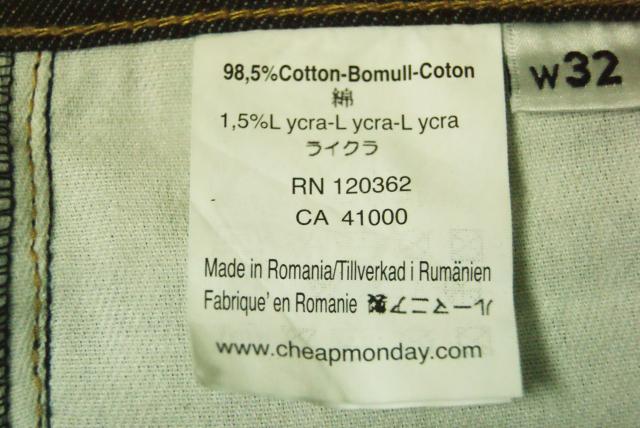 98,5%Cotton-Bomull-Coton
綿
1,5%L ycra-L ycra-L ycra
ライクラ
RN 120362
CA 41000
Made in Romania/Tillverkad i Rumänien
Fabrique' en Romanie
www.cheapmonday.com
W32